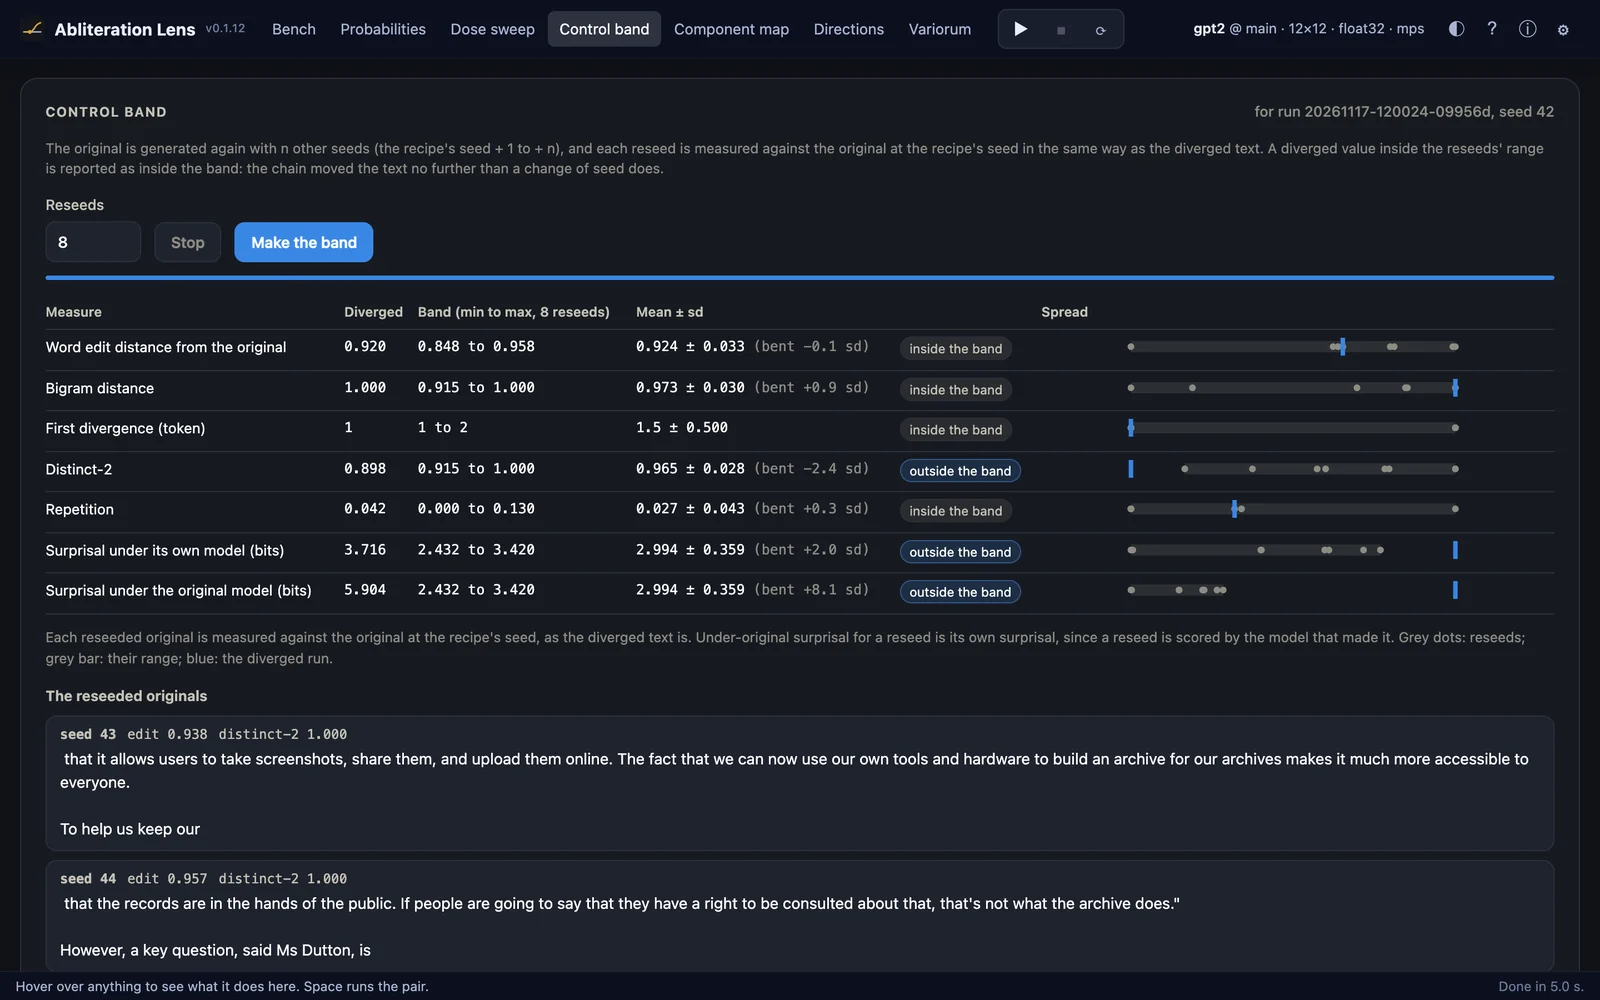 Abliteration Lens v0.1.12 Bench Probabilities Dose sweep Control band Component map Directions Variorum gpt2 @ main · 12×12 · float32 · mps
CONTROL BAND for run 20261117-120024-09956d, seed 42
The original is generated again with n other seeds (the recipe's seed + 1 to + n), and each reseed is measured against the original at the recipe's seed in the same way as the diverged text. A diverged value inside the reseeds' range
is reported as inside the band: the chain moved the text no further than a change of seed does.
Reseeds
8 Stop Make the band
Measure Diverged Band (min to max, 8 reseeds) Mean ± sd Spread
Word edit distance from the original 0.920 0.848 to 0.958 0.924 ± 0.033 (bent −0.1 sd) inside the band
Bigram distance 1.000 0.915 to 1.000 0.973 ± 0.030 (bent +0.9 sd) inside the band
First divergence (token) 1 1 to 2 1.5 ± 0.500 inside the band
Distinct-2 0.898 0.915 to 1.000 0.965 ± 0.028 (bent −2.4 sd) outside the band
Repetition 0.042 0.000 to 0.130 0.027 ± 0.043 (bent +0.3 sd) inside the band
Surprisal under its own model (bits) 3.716 2.432 to 3.420 2.994 ± 0.359 (bent +2.0 sd) outside the band
Surprisal under the original model (bits) 5.904 2.432 to 3.420 2.994 ± 0.359 (bent +8.1 sd) outside the band
Each reseeded original is measured against the original at the recipe's seed, as the diverged text is. Under-original surprisal for a reseed is its own surprisal, since a reseed is scored by the model that made it. Grey dots: reseeds;
grey bar: their range; blue: the diverged run.
The reseeded originals
seed 43 edit 0.938 distinct-2 1.000
that it allows users to take screenshots, share them, and upload them online. The fact that we can now use our own tools and hardware to build an archive for our archives makes it much more accessible to
everyone.
To help us keep our
seed 44 edit 0.957 distinct-2 1.000
that the records are in the hands of the public. If people are going to say that they have a right to be consulted about that, that's not what the archive does."
However, a key question, said Ms Dutton, is
Hover over anything to see what it does here. Space runs the pair. Done in 5.0 s.